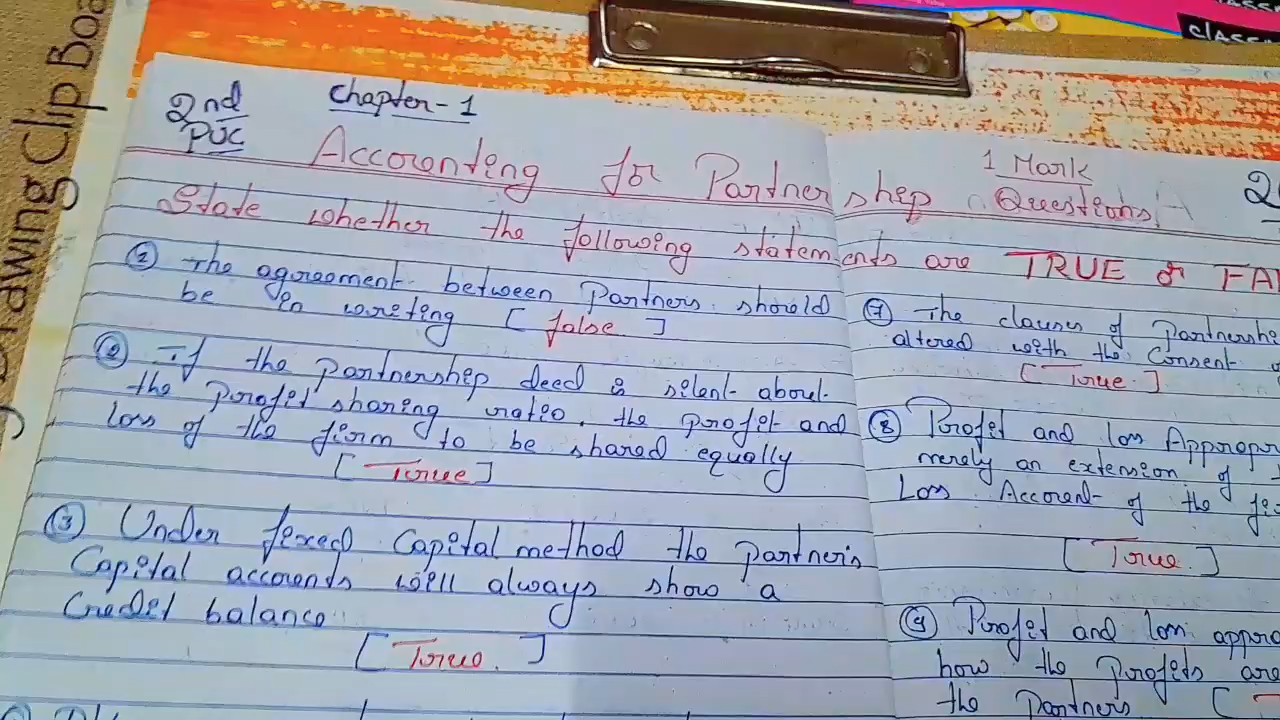 Drawing Clip Boa
CLASS
2nd
PUC
Chapter-1
Accounting for Partnership
1 Mark
Questions
State whether the following statements are TRUE or FA
① The agreement between Partners should
be in writing [ false ]
② If the partnership deed is silent about
the Profit sharing ratio, the profit and
loss of the firm to be shared equally
[ True ]
③ Under fixed Capital method the partner's
Capital accounts will always show a
Credit balance
[ True. ]
⑦ The clauses of Partnershi
altered with the Consent
[ True. ]
⑧ Profit and loss Appropr
merely an extension of
Loss Account of the fi
[ True. ]
⑨ Profit and loss appro
how the Profits are
the Partners [